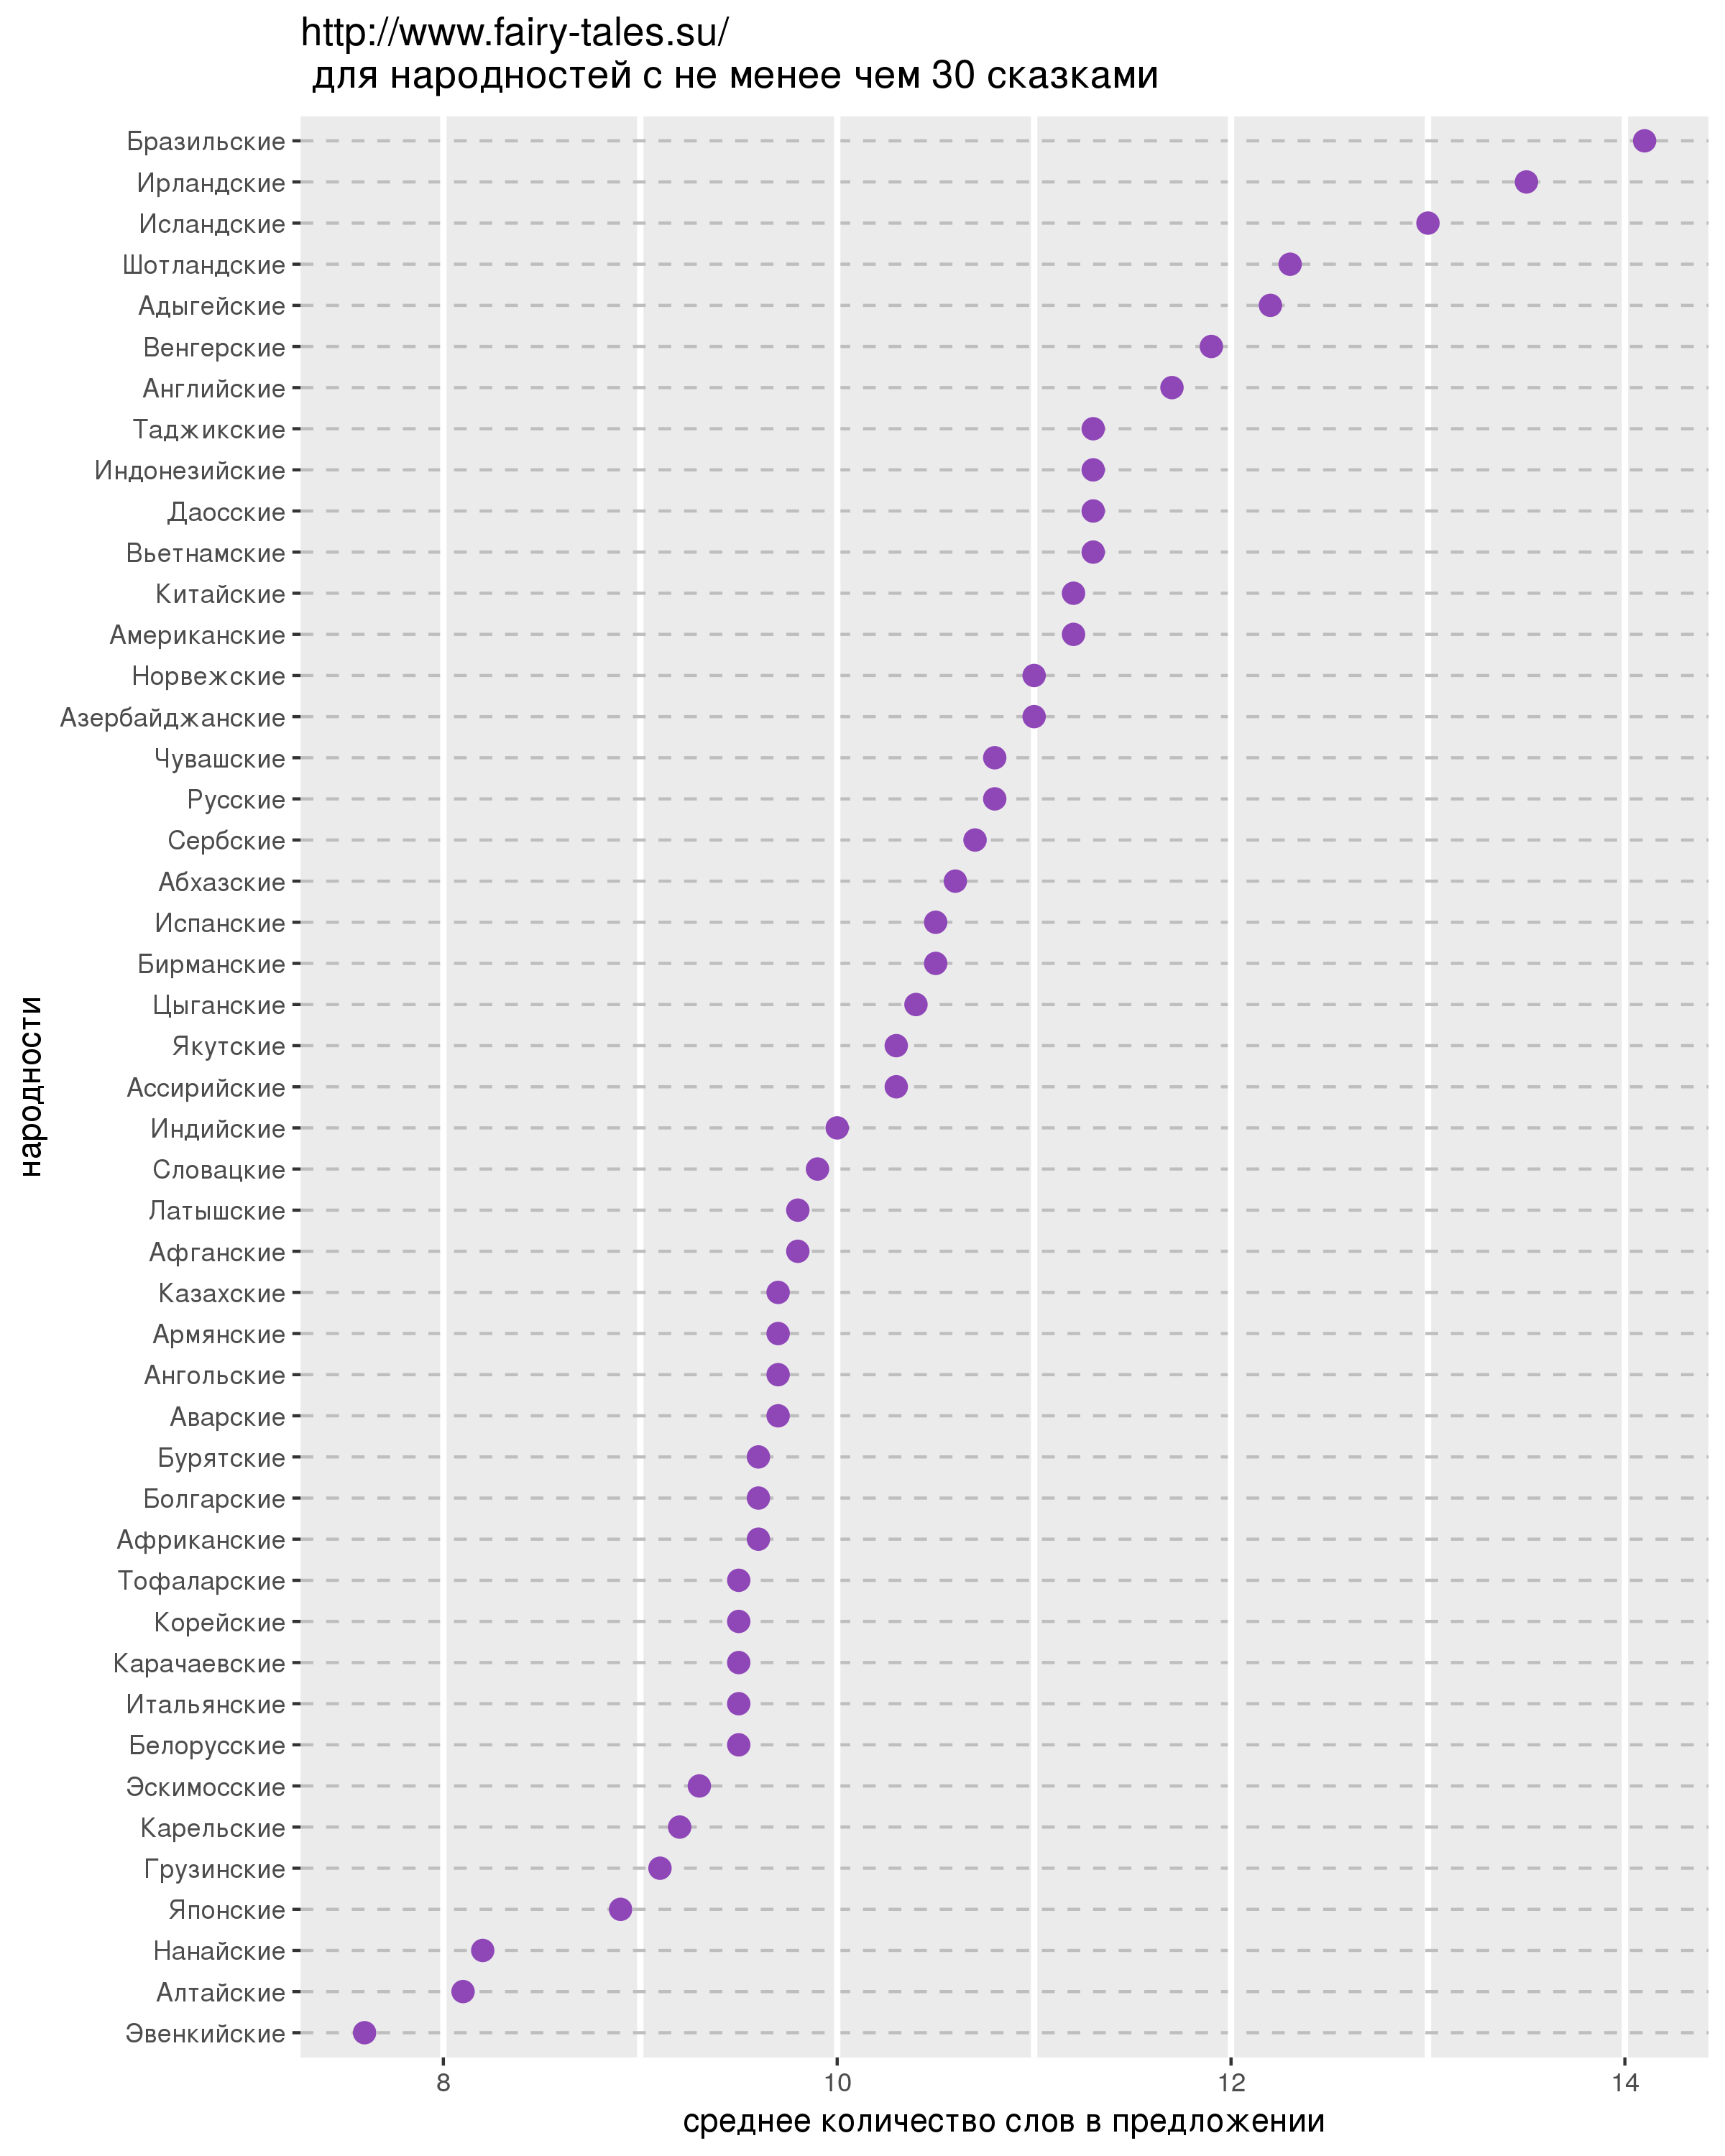 http://www.fairy-tales.su/
для народностей с не менее чем 30 сказками
Бразильские
Ирландские
Исландские
Шотландские
Адыгейские
Венгерские
Английские
Таджикские
Индонезийские
Даосские
Вьетнамские
Китайские
Американские
Норвежские
Азербайджанские
Чувашские
Русские
Сербские
Абхазские
Испанские
Бирманские
Цыганские
Якутские
Ассирийские
Индийские
Словацкие
Латышские
Афганские
Казахские
Армянские
Ангольские
Аварские
Бурятские
Болгарские
Африканские
Тофаларские
Корейские
Карачаевские
Итальянские
Белорусские
Эскимосские
Карельские
Грузинские
Японские
Нанайские
Алтайские
Эвенкийские
народности
8 10 12 14
среднее количество слов в предложении